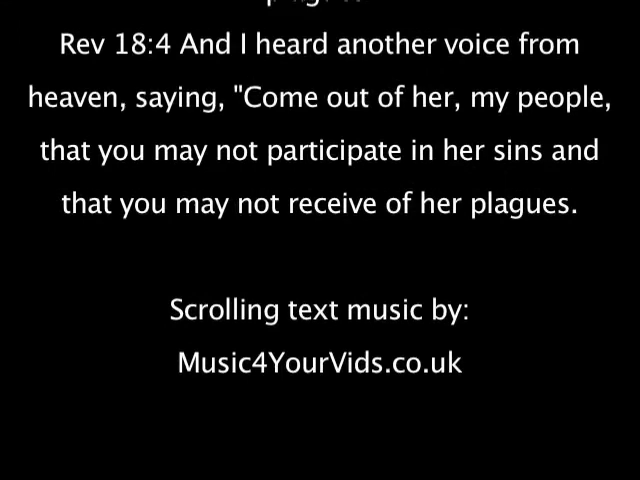 Rev 18:4 And I heard another voice from
heaven, saying, "Come out of her, my people,
that you may not participate in her sins and
that you may not receive of her plagues.
Scrolling text music by:
Music4YourVids.co.uk